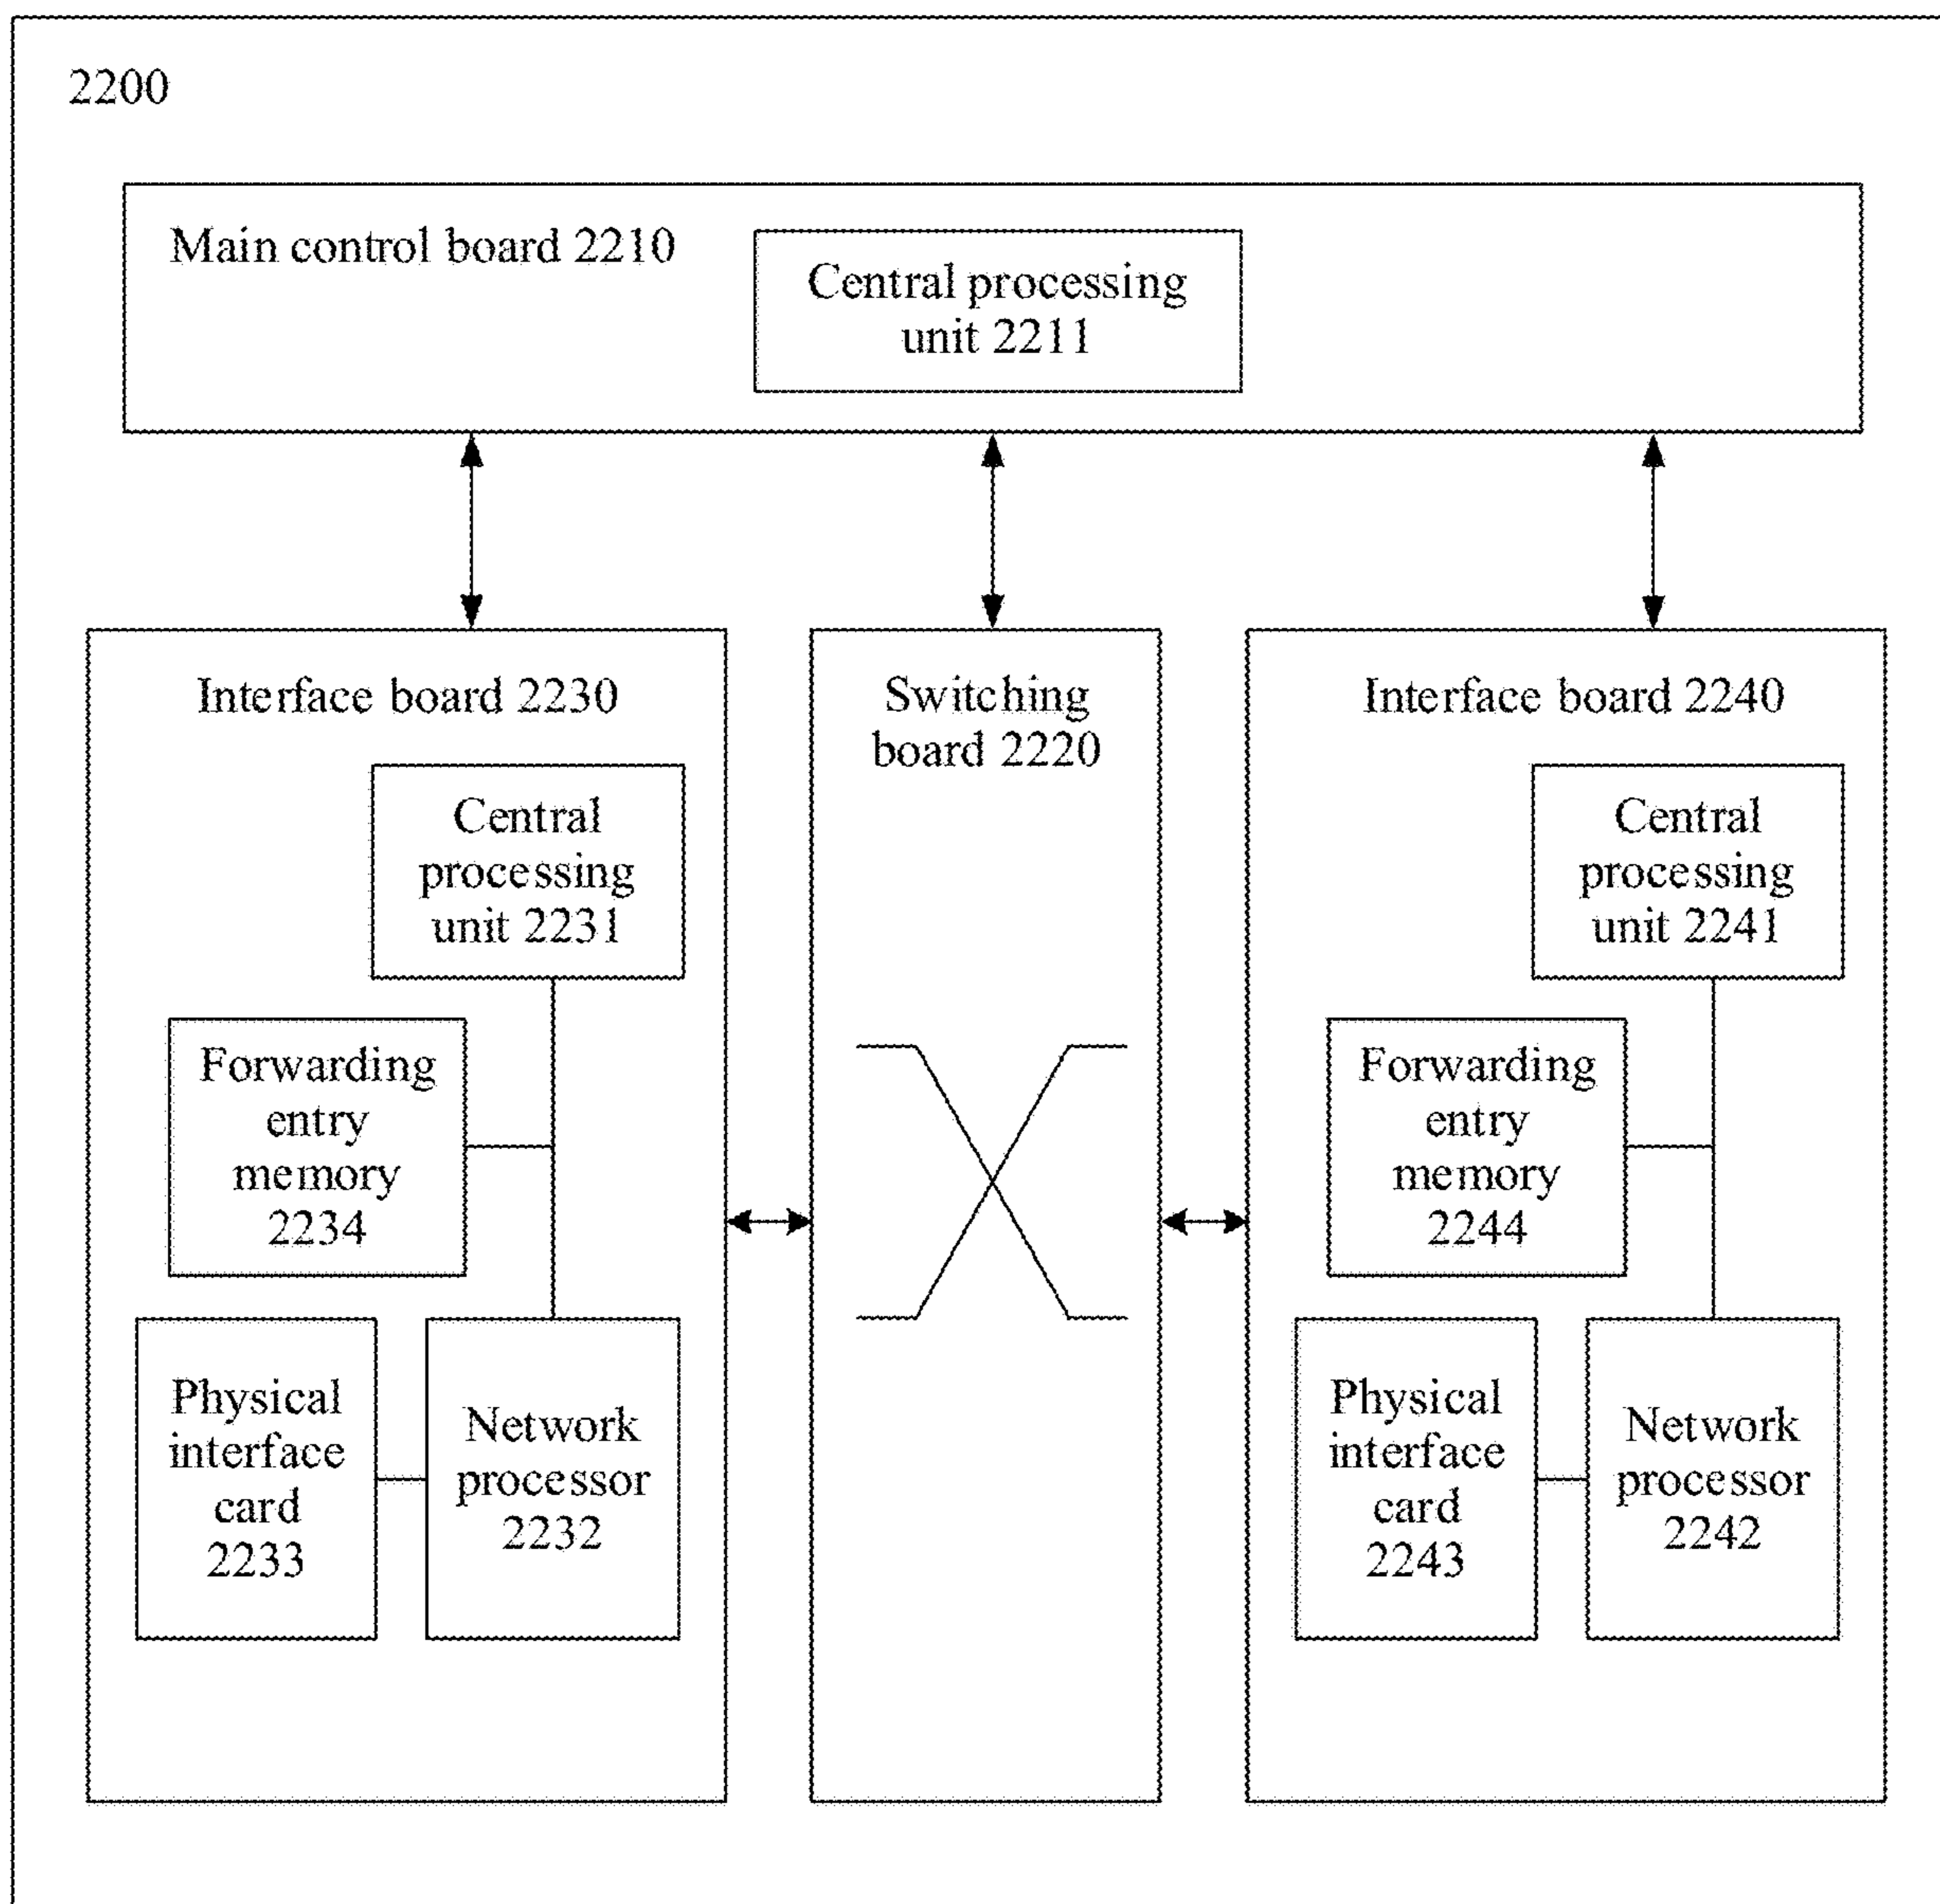 2200
Main control board 2210
Central processing
unit 2211
Interface board 2230
Central
processing
unit 2231
Forwarding
entry
memory
2234
Physical
interface
card
2233
Network
processor
2232
Switching
board 2220
Interface board 2240
Central
processing
unit 2241
Forwarding
entry
memory
2244
Physical
interface
card
2243
Network
processor
2242